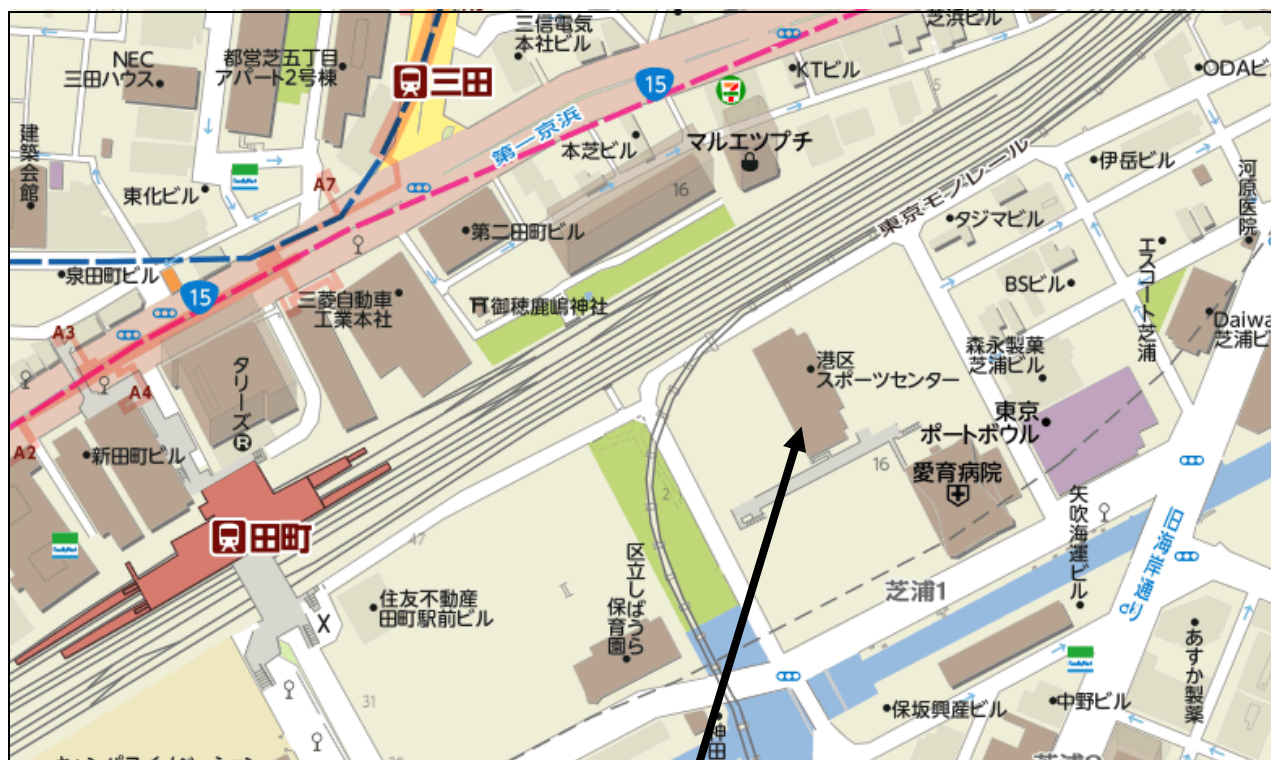 三信電気
本社ビル
芝浜ビル
NEC
三田ハウス
都営芝五丁目
アパート2号棟
三田
15
KTビル
ODAビ
5
第一京浜
本芝ビル
マルエツプチ
建築会館
FamilyMart
東化ビル
A7
16
東京モノレール
伊岳ビル
河原医院
タジマビル
第二田町ビル
泉田町ビル
15
三菱自動車
工業本社
御穂鹿嶋神社
BSビル
エスコート芝浦
Daiwa
芝浦ビ
A3
A4
A2
タリーズ
R
港区
スポーツセンター
森永製菓
芝浦ビル
東京
ポートボウル
新田町ビル
16
愛育病院
2
田町
FamilyMart
47
矢吹海運ビル
旧海岸通り
区立しばうら
保育園
II
芝浦1
住友不動産
田町駅前ビル
X
あすか製薬
FamilyMart
31
保坂興産ビル
中野ビル